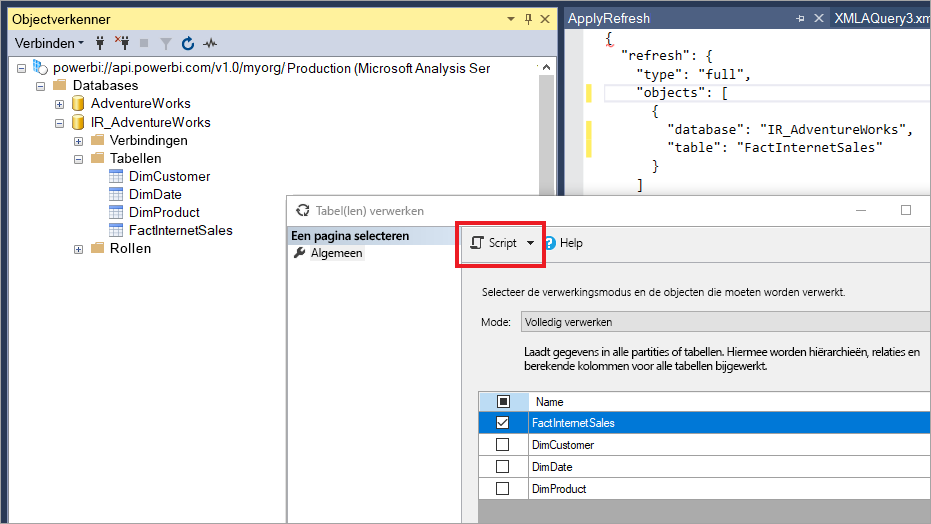 Objectverkenner
Verbinden
powerbi://api.powerbi.com/v1.0/myorg/ Production (Microsoft Analysis Ser
Databases
AdventureWorks
IR_AdventureWorks
Verbindingen
Tabellen
DimCustomer
DimDate
DimProduct
FactInternetSales
Rollen
ApplyRefresh
XMLAQuery3.xm
{
"refresh": {
"type": "full",
"objects": [
{
"database": "IR_AdventureWorks",
"table": "FactInternetSales"
}
]
Tabel(len) verwerken
Een pagina selecteren
Algemeen
Script
Help
Selecteer de verwerkingsmodus en de objecten die moeten worden verwerkt.
Mode:
Volledig verwerken
Laadt gegevens in alle partities of tabellen. Hiermee worden hiërarchieën, relaties en
berekende kolommen voor alle tabellen bijgewerkt.
Name
FactInternetSales
DimCustomer
DimDate
DimProduct